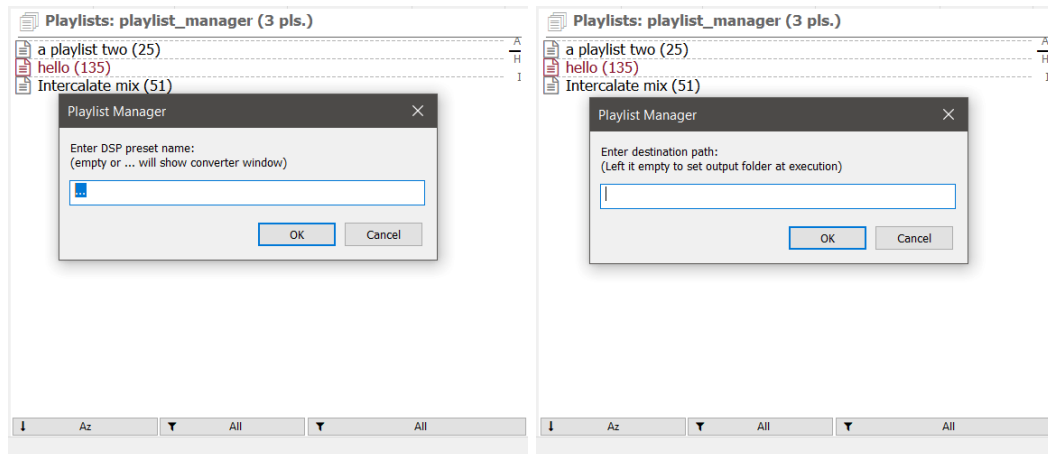 Playlists: playlist_manager (3 pls.)
a playlist two (25)
hello (135)
Intercalate mix (51)
A
H
I
Playlist Manager
Enter DSP preset name:
(empty or ... will show converter window)
...
OK Cancel
Az All All
Playlists: playlist_manager (3 pls.)
a playlist two (25)
hello (135)
Intercalate mix (51)
A
H
I
Playlist Manager
Enter destination path:
(Left it empty to set output folder at execution)
OK Cancel
Az All All